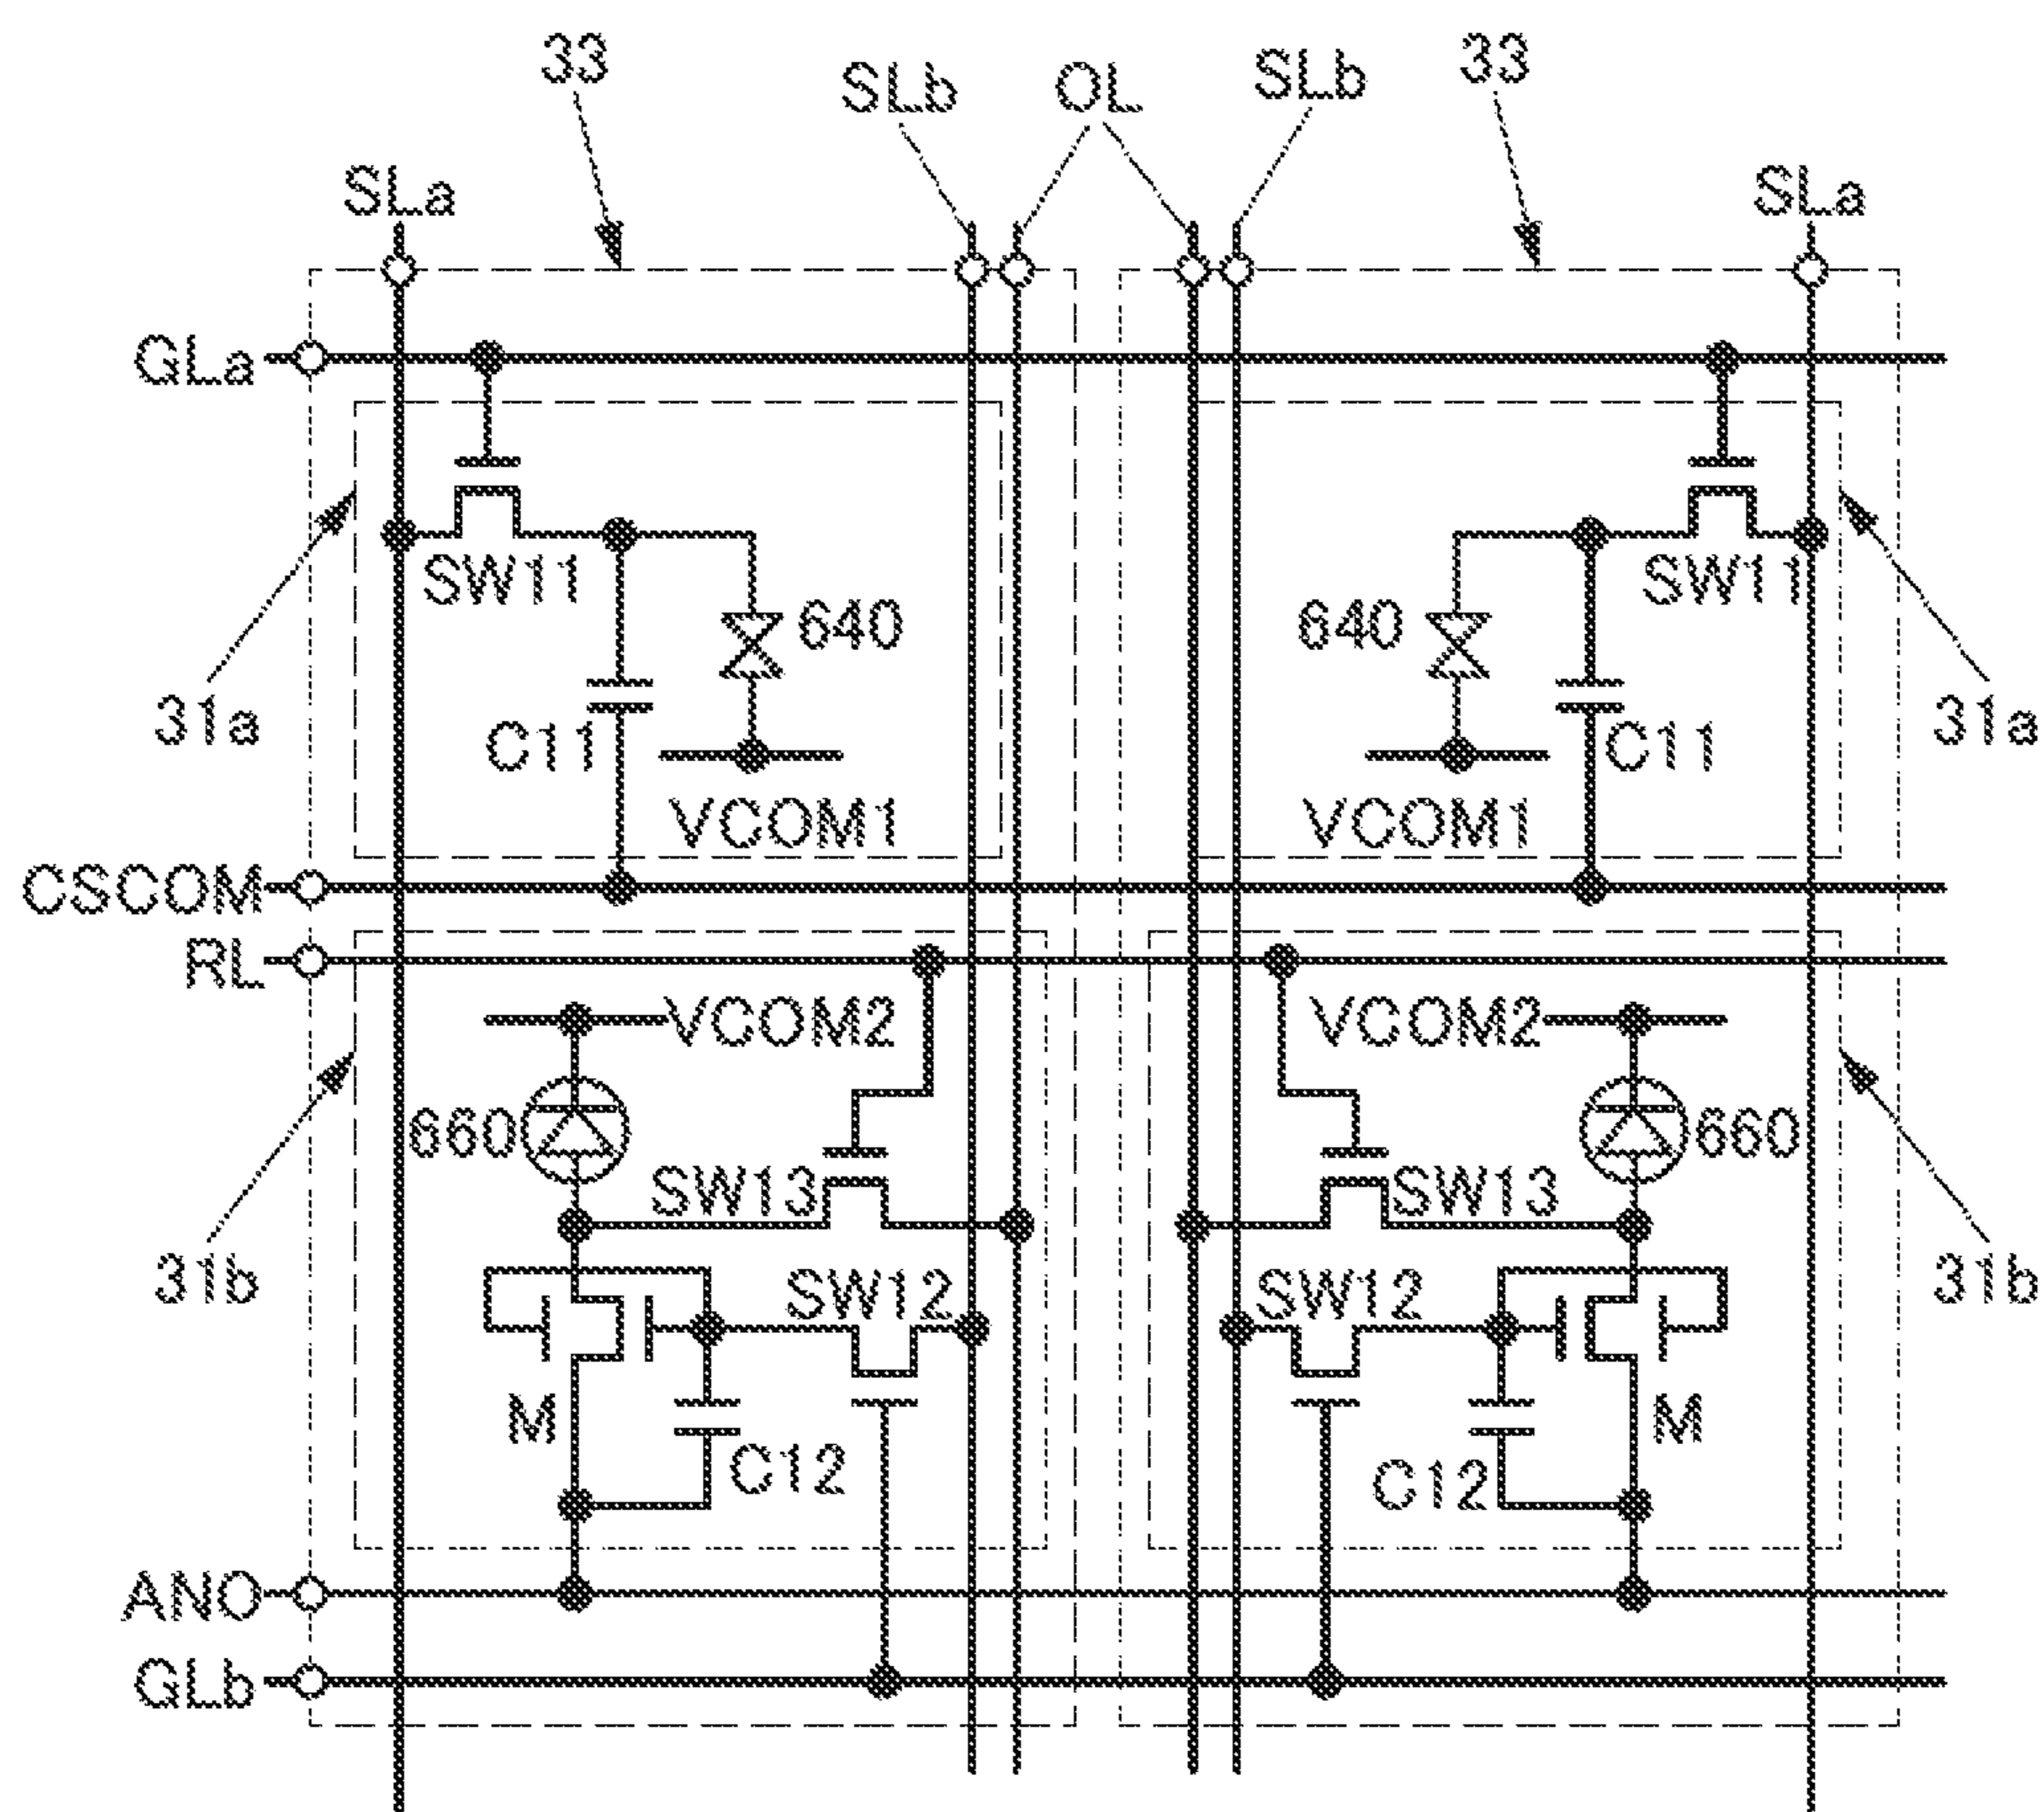 33 SLb OL SLb 33
SLa SLa
GLa
SW11 SW11
640 640
31a C11 C11 31a
VCOM1 VCOM1
CSCOM
RL
VCOM2 VCOM2
660 660
SW13 SW13
31b SW12 SW12 31b
M M
C12 C12
ANO
GLb